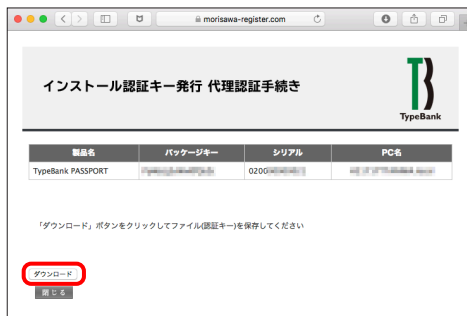 morisawa-register.com
インストール認証キー発行 代理認証手続き
TypeBank
製品名 パッケージキー シリアル PC名
TypeBank PASSPORT 0200
「ダウンロード」ボタンをクリックしてファイル(認証キー)を保存してください
ダウンロード
閉じる